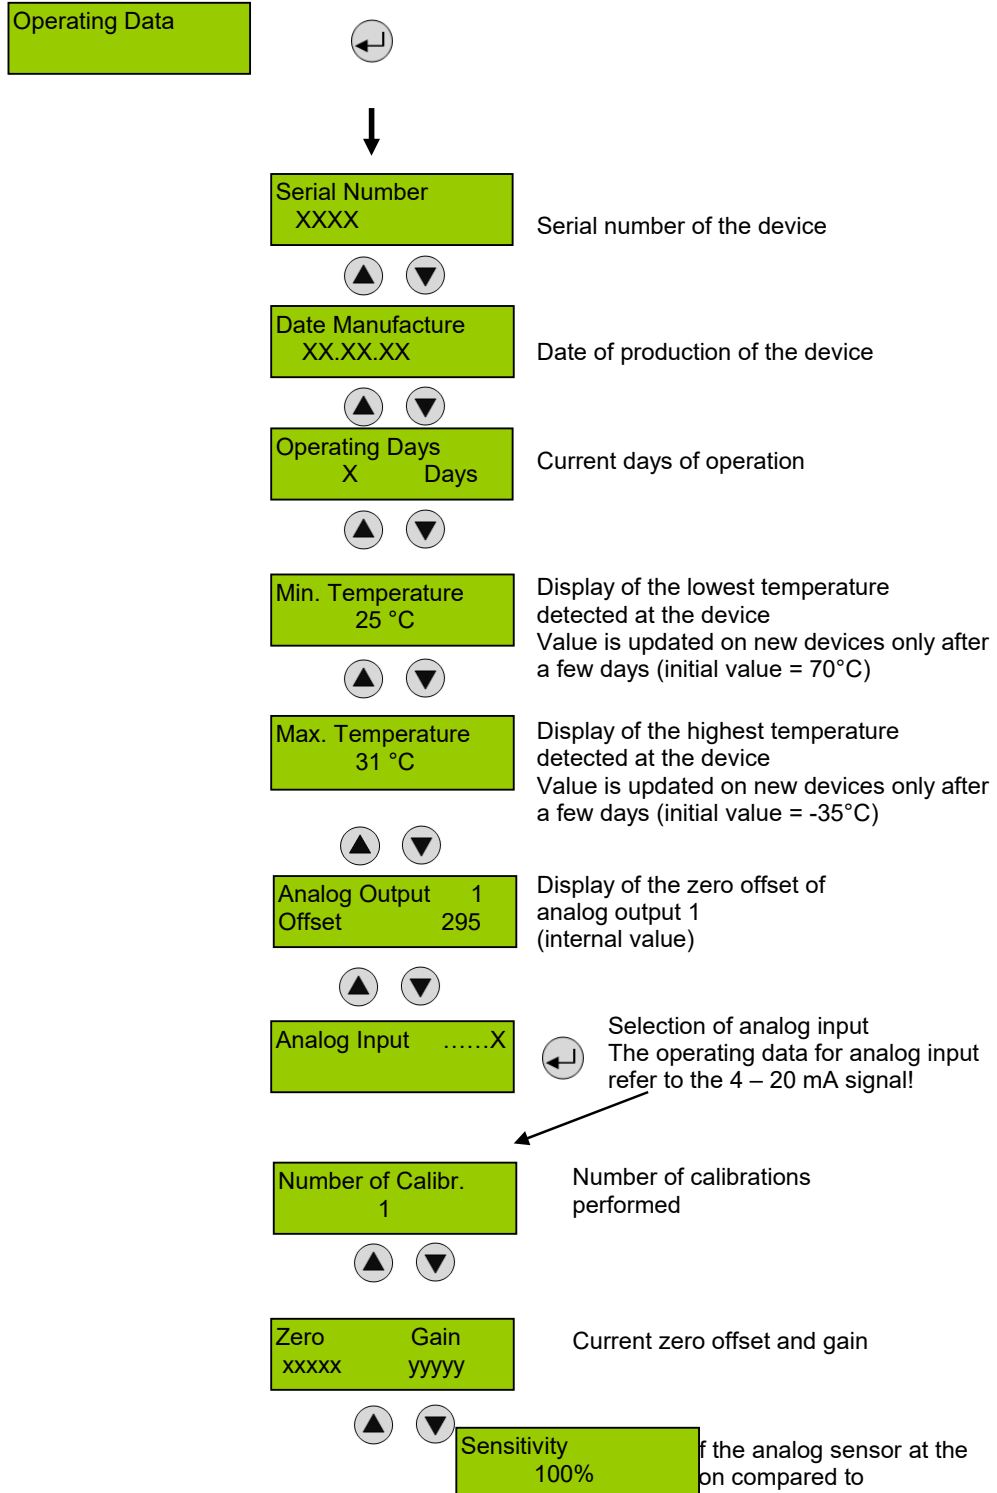 Operating Data
Serial Number
XXXX
Serial number of the device
Date Manufacture
XX.XX.XX
Date of production of the device
Operating Days
X Days
Current days of operation
Min. Temperature
25 °C
Display of the lowest temperature
detected at the device
Value is updated on new devices only after
a few days (initial value = 70°C)
Max. Temperature
31 °C
Display of the highest temperature
detected at the device
Value is updated on new devices only after
a few days (initial value = -35°C)
Analog Output 1
Offset 295
Display of the zero offset of
analog output 1
(internal value)
Analog Input ……X
Selection of analog input
The operating data for analog input
refer to the 4 – 20 mA signal!
Number of Calibr.
1
Number of calibrations
performed
Zero Gain
xxxxx yyyyy
Current zero offset and gain
Sensitivity
100%
the analog sensor at the
compared to